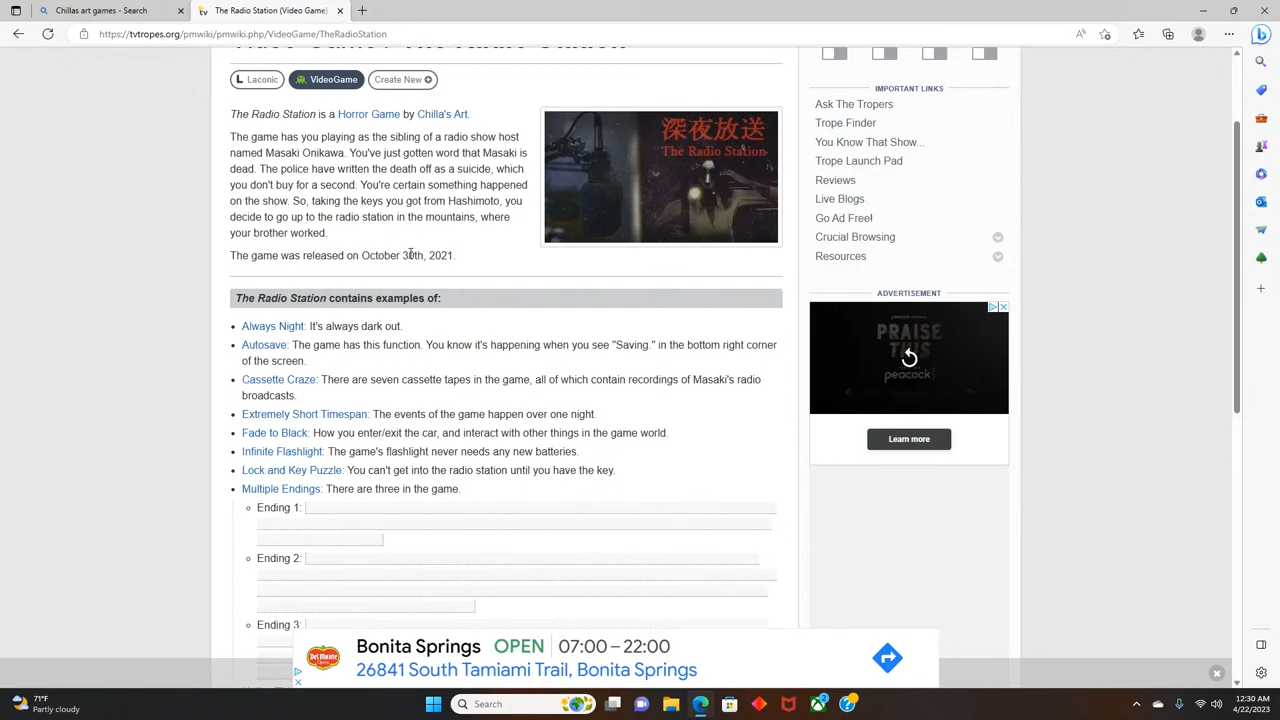 Chillas art games - Search
The Radio Station (Video Game)
https://tvtropes.org/pmwiki/pmwiki.php/VideoGame/TheRadioStation
L Laconic
VideoGame
Create New
The Radio Station is a Horror Game by Chilla's Art.
The game has you playing as the sibling of a radio show host
named Masaki Onikawa. You've just gotten word that Masaki is
dead. The police have written the death off as a suicide, which
you don't buy for a second. You're certain something happened
on the show. So, taking the keys you got from Hashimoto, you
decide to go up to the radio station in the mountains, where
your brother worked.
The game was released on October 30th, 2021.
深夜放送
The Radio Station
The Radio Station contains examples of:
Always Night: It's always dark out.
Autosave: The game has this function. You know it's happening when you see "Saving." in the bottom right corner
of the screen.
Cassette Craze: There are seven cassette tapes in the game, all of which contain recordings of Masaki's radio
broadcasts.
Extremely Short Timespan: The events of the game happen over one night.
Fade to Black: How you enter/exit the car, and interact with other things in the game world.
Infinite Flashlight: The game's flashlight never needs any new batteries.
Lock and Key Puzzle: You can't get into the radio station until you have the key.
Multiple Endings: There are three in the game.
Ending 1:
Ending 2:
Ending 3:
IMPORTANT LINKS
Ask The Tropers
Trope Finder
You Know That Show...
Trope Launch Pad
Reviews
Live Blogs
Go Ad Free!
Crucial Browsing
Resources
ADVERTISEMENT
PRAISE
THIS
peacock
Learn more
Del Monte
Bonita Springs OPEN 07:00 – 22:00
26841 South Tamiami Trail, Bonita Springs
71°F
Partly cloudy
Search
2
12:30 AM
4/22/2023